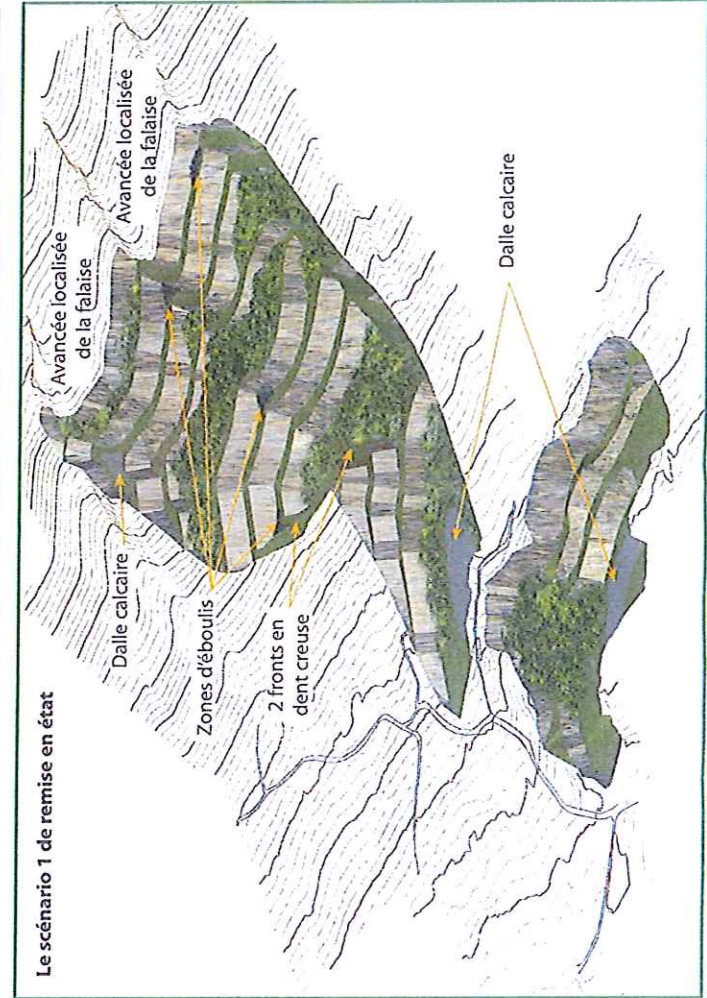 Le scénario 1 de remise en état
Avancée localisée
de la falaise
Avancée localisée
de la falaise
Dalle calcaire
Zones d'éboulis
2 fronts en
dent creuse
Dalle calcaire